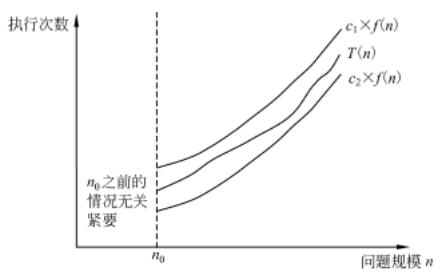 执行次数
c₁×f(n)
T(n)
c₂×f(n)
n₀之前的
情况无关
紧要
n₀
问题规模 n